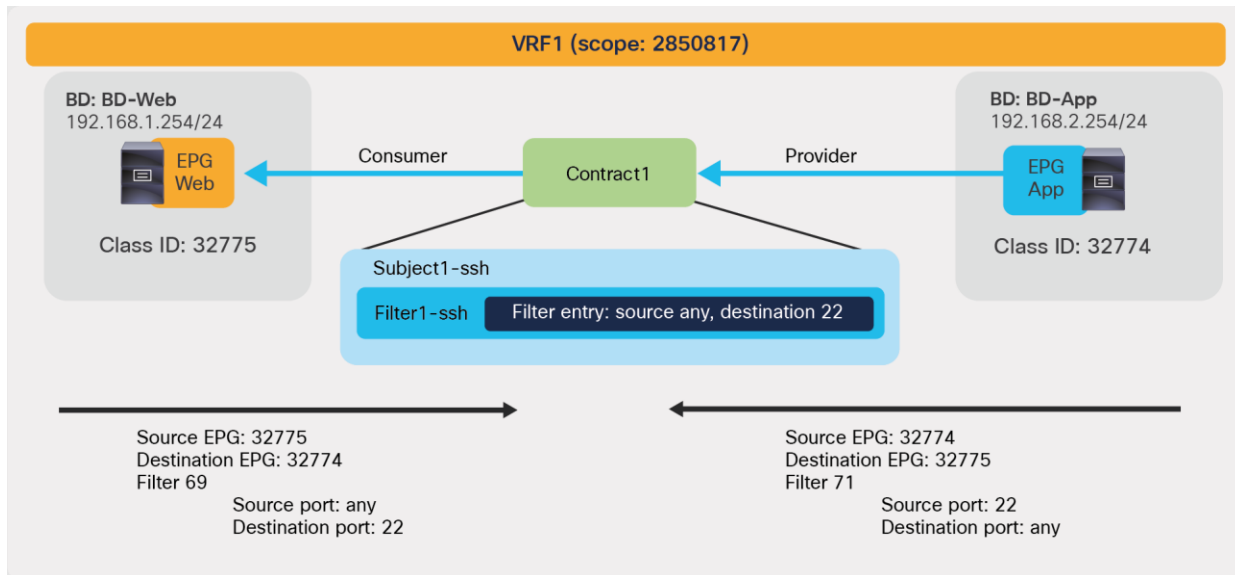 VRF1 (scope: 2850817)
BD: BD-Web
192.168.1.254/24
EPG
Web
Class ID: 32775
Consumer
Contract1
Provider
BD: BD-App
192.168.2.254/24
EPG
App
Class ID: 32774
Subject1-ssh
Filter1-ssh
Filter entry: source any, destination 22
Source EPG: 32775
Destination EPG: 32774
Filter 69
Source port: any
Destination port: 22
Source EPG: 32774
Destination EPG: 32775
Filter 71
Source port: 22
Destination port: any